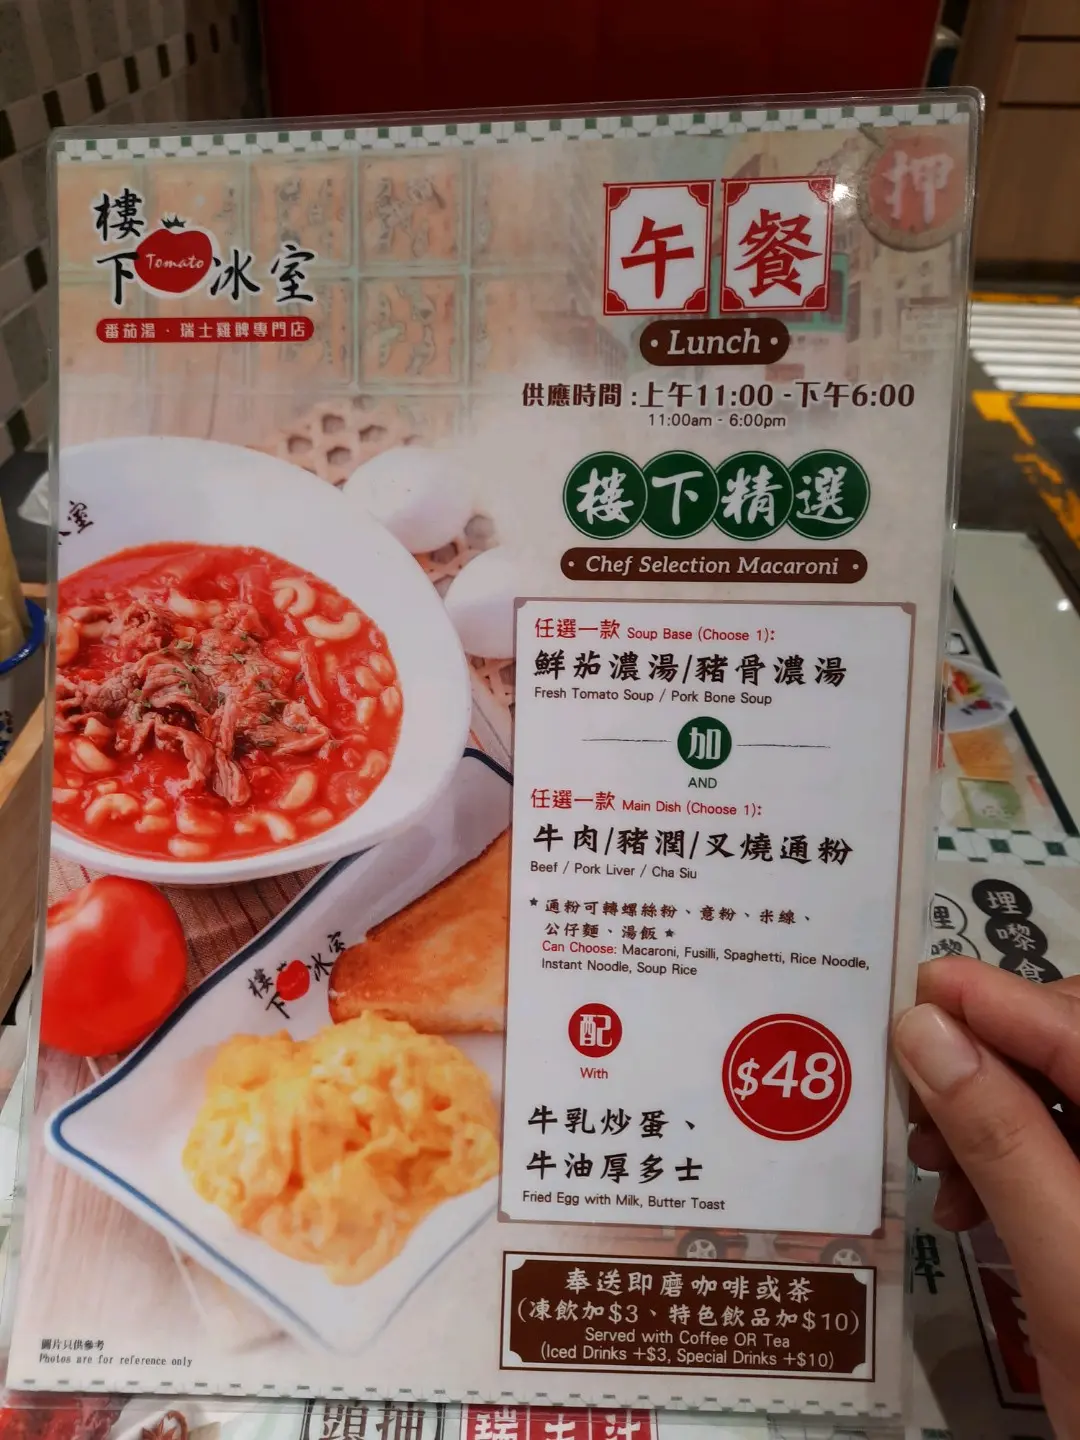 樓下冰室
Tomato
番茄湯・瑞士雞髀專門店
押
午餐
• Lunch •
供應時間 :上午11:00 -下午6:00
11:00am - 6:00pm
樓下精選
• Chef Selection Macaroni •
任選一款 Soup Base (Choose 1):
鮮茄濃湯/豬骨濃湯
Fresh Tomato Soup / Pork Bone Soup
加
AND
任選一款 Main Dish (Choose 1):
牛肉/豬潤/叉燒通粉
Beef / Pork Liver / Cha Siu
★通粉可轉螺絲粉、意粉、米線、
公仔麵、湯飯★
Can Choose: Macaroni, Fusilli, Spaghetti, Rice Noodle,
Instant Noodle, Soup Rice
配
With
$48
牛乳炒蛋、
牛油厚多士
Fried Egg with Milk, Butter Toast
奉送即磨咖啡或茶
(凍飲加$3、特色飲品加$10)
Served with Coffee OR Tea
(Iced Drinks +$3, Special Drinks +$10)
樓下冰室
圖片只供參考
Photos are for reference only
埋嚟食
頭抽